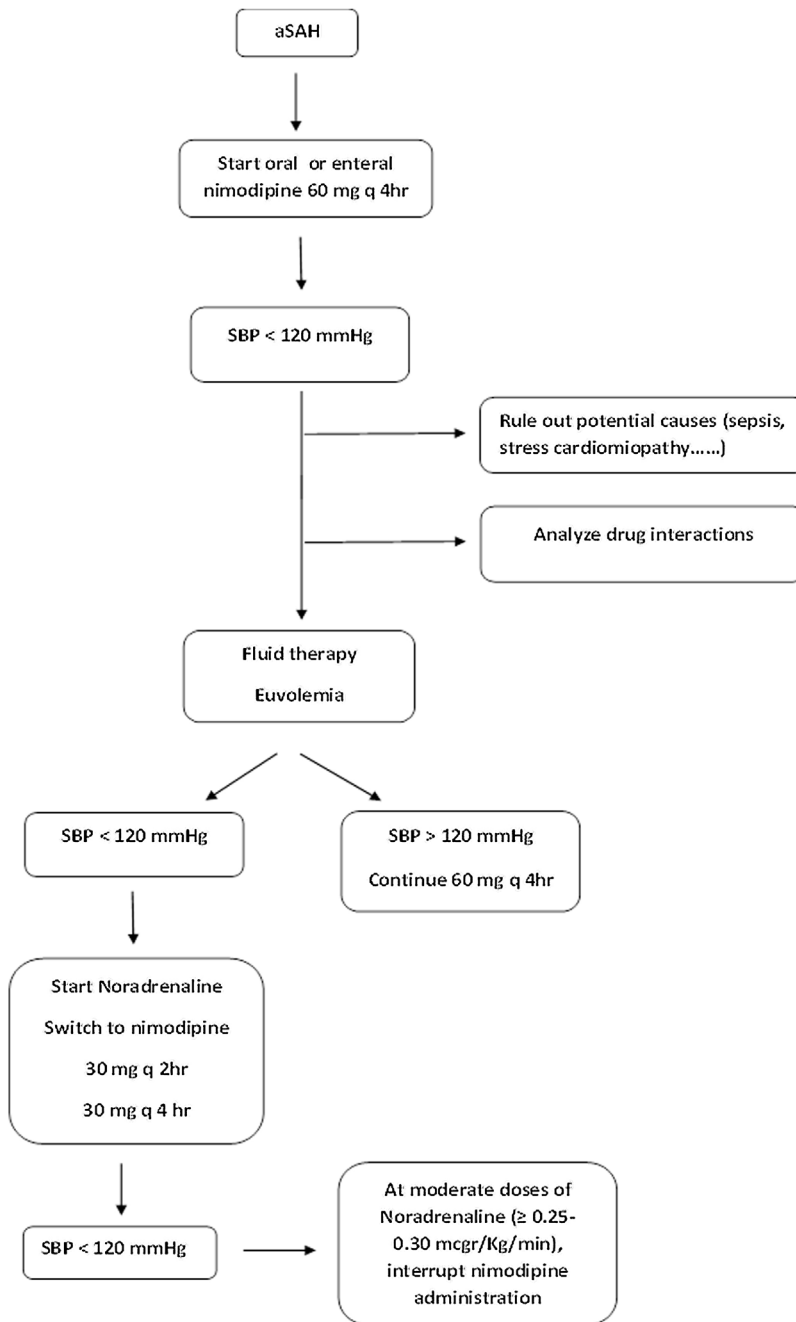 aSAH
Start oral or enteral
nimodipine 60 mg q 4hr
SBP < 120 mmHg
Rule out potential causes (sepsis,
stress cardiomiopathy......)
Analyze drug interactions
Fluid therapy
Euvolemia
SBP < 120 mmHg
SBP > 120 mmHg
Continue 60 mg q 4hr
Start Noradrenaline
Switch to nimodipine
30 mg q 2hr
30 mg q 4 hr
SBP < 120 mmHg
At moderate doses of
Noradrenaline (≥ 0.25-
0.30 mcgr/Kg/min),
interrupt nimodipine
administration